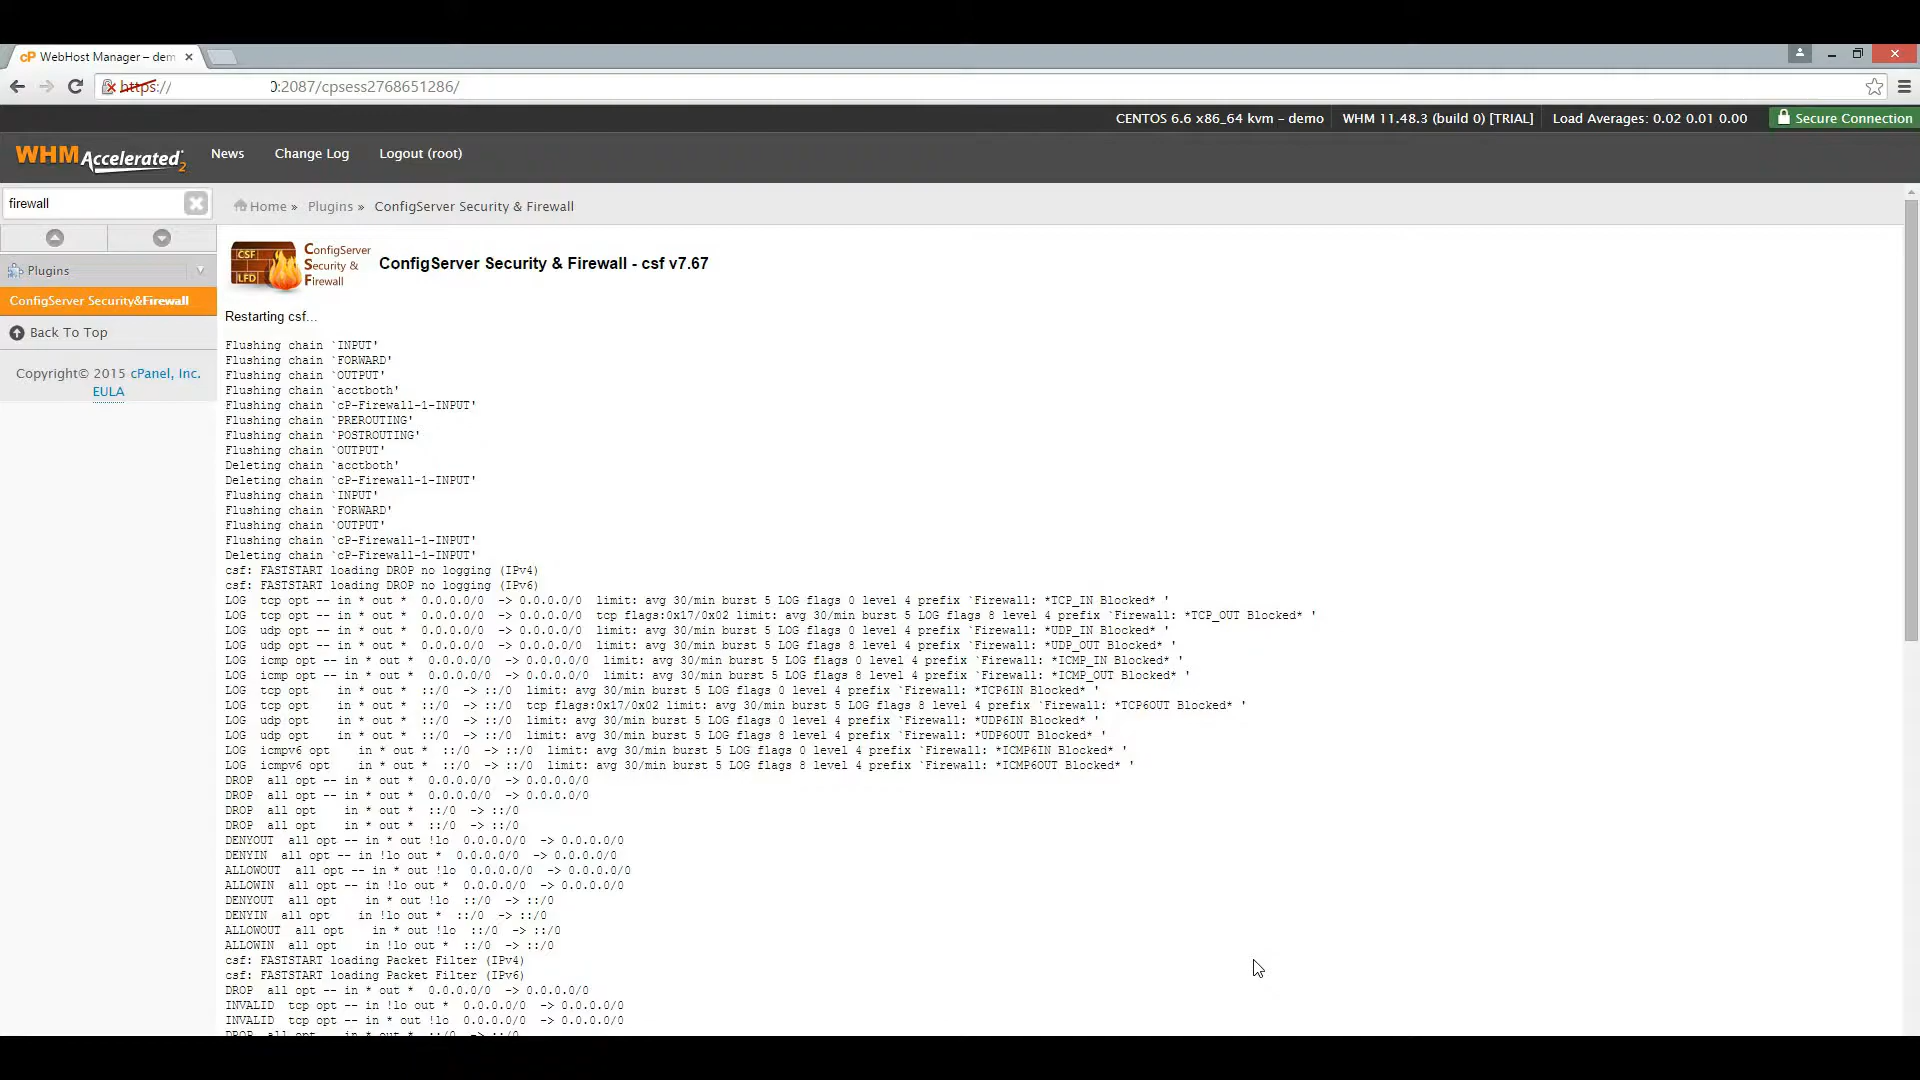 cP WebHost Manager – dem
https:// 0:2087/cpsess2768651286/
CENTOS 6.6 x86_64 kvm – demo WHM 11.48.3 (build 0) [TRIAL] Load Averages: 0.02 0.01 0.00 Secure Connection
WHM Accelerated2 News Change Log Logout (root)
firewall
Home » Plugins » ConfigServer Security & Firewall
Plugins
ConfigServer Security&Firewall
Back To Top
Copyright© 2015 cPanel, Inc.
EULA
CSF
LFD
ConfigServer
Security &
Firewall
ConfigServer Security & Firewall - csf v7.67
Restarting csf...
Flushing chain `INPUT'
Flushing chain `FORWARD'
Flushing chain `OUTPUT'
Flushing chain `acctboth'
Flushing chain `cP-Firewall-1-INPUT'
Flushing chain `PREROUTING'
Flushing chain `POSTROUTING'
Flushing chain `OUTPUT'
Deleting chain `acctboth'
Deleting chain `cP-Firewall-1-INPUT'
Flushing chain `INPUT'
Flushing chain `FORWARD'
Flushing chain `OUTPUT'
Flushing chain `cP-Firewall-1-INPUT'
Deleting chain `cP-Firewall-1-INPUT'
csf: FASTSTART loading DROP no logging (IPv4)
csf: FASTSTART loading DROP no logging (IPv6)
LOG  tcp opt -- in * out *  0.0.0.0/0  -> 0.0.0.0/0  limit: avg 30/min burst 5 LOG flags 0 level 4 prefix `Firewall: *TCP_IN Blocked* '
LOG  tcp opt -- in * out *  0.0.0.0/0  -> 0.0.0.0/0  tcp flags:0x17/0x02 limit: avg 30/min burst 5 LOG flags 8 level 4 prefix `Firewall: *TCP_OUT Blocked* '
LOG  udp opt -- in * out *  0.0.0.0/0  -> 0.0.0.0/0  limit: avg 30/min burst 5 LOG flags 0 level 4 prefix `Firewall: *UDP_IN Blocked* '
LOG  udp opt -- in * out *  0.0.0.0/0  -> 0.0.0.0/0  limit: avg 30/min burst 5 LOG flags 8 level 4 prefix `Firewall: *UDP_OUT Blocked* '
LOG  icmp opt -- in * out *  0.0.0.0/0  -> 0.0.0.0/0  limit: avg 30/min burst 5 LOG flags 0 level 4 prefix `Firewall: *ICMP_IN Blocked* '
LOG  icmp opt -- in * out *  0.0.0.0/0  -> 0.0.0.0/0  limit: avg 30/min burst 5 LOG flags 8 level 4 prefix `Firewall: *ICMP_OUT Blocked* '
LOG  tcp opt    in * out *  ::/0  -> ::/0  limit: avg 30/min burst 5 LOG flags 0 level 4 prefix `Firewall: *TCP6IN Blocked* '
LOG  tcp opt    in * out *  ::/0  -> ::/0  tcp flags:0x17/0x02 limit: avg 30/min burst 5 LOG flags 8 level 4 prefix `Firewall: *TCP6OUT Blocked* '
LOG  udp opt    in * out *  ::/0  -> ::/0  limit: avg 30/min burst 5 LOG flags 0 level 4 prefix `Firewall: *UDP6IN Blocked* '
LOG  udp opt    in * out *  ::/0  -> ::/0  limit: avg 30/min burst 5 LOG flags 8 level 4 prefix `Firewall: *UDP6OUT Blocked* '
LOG  icmpv6 opt    in * out *  ::/0  -> ::/0  limit: avg 30/min burst 5 LOG flags 0 level 4 prefix `Firewall: *ICMP6IN Blocked* '
LOG  icmpv6 opt    in * out *  ::/0  -> ::/0  limit: avg 30/min burst 5 LOG flags 8 level 4 prefix `Firewall: *ICMP6OUT Blocked* '
DROP  all opt -- in * out *  0.0.0.0/0  -> 0.0.0.0/0
DROP  all opt -- in * out *  0.0.0.0/0  -> 0.0.0.0/0
DROP  all opt    in * out *  ::/0  -> ::/0
DROP  all opt    in * out *  ::/0  -> ::/0
DENYOUT  all opt -- in * out !lo  0.0.0.0/0  -> 0.0.0.0/0
DENYIN  all opt -- in !lo out *  0.0.0.0/0  -> 0.0.0.0/0
ALLOWOUT  all opt -- in * out !lo  0.0.0.0/0  -> 0.0.0.0/0
ALLOWIN  all opt -- in !lo out *  0.0.0.0/0  -> 0.0.0.0/0
DENYOUT  all opt    in * out !lo  ::/0  -> ::/0
DENYIN  all opt    in !lo out *  ::/0  -> ::/0
ALLOWOUT  all opt    in * out !lo  ::/0  -> ::/0
ALLOWIN  all opt    in !lo out *  ::/0  -> ::/0
csf: FASTSTART loading Packet Filter (IPv4)
csf: FASTSTART loading Packet Filter (IPv6)
DROP  all opt -- in * out *  0.0.0.0/0  -> 0.0.0.0/0
INVALID  tcp opt -- in !lo out *  0.0.0.0/0  -> 0.0.0.0/0
INVALID  tcp opt -- in * out !lo  0.0.0.0/0  -> 0.0.0.0/0
DROP  all opt    in * out *  ::/0  -> ::/0